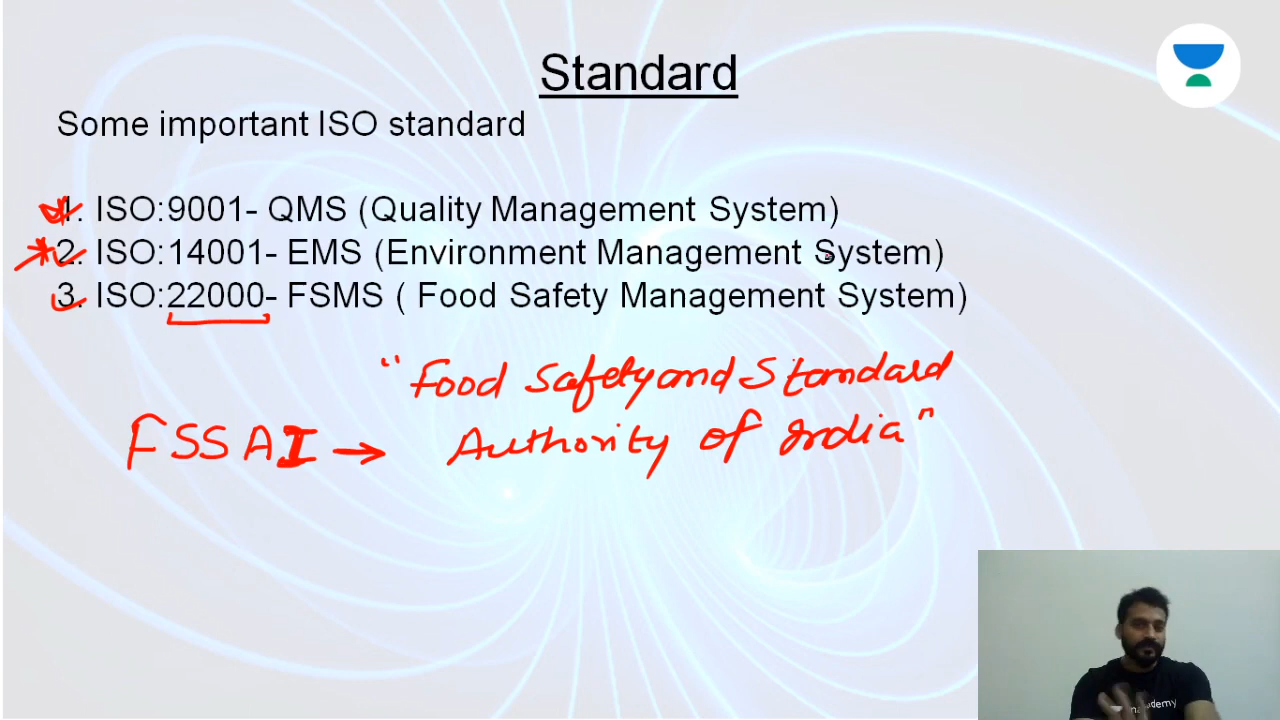 Standard
Some important ISO standard
1. ISO:9001- QMS (Quality Management System)
2. ISO:14001- EMS (Environment Management System)
3. ISO:22000- FSMS ( Food Safety Management System)
"Food Safety and Standard
FSSAI → Authority of India"